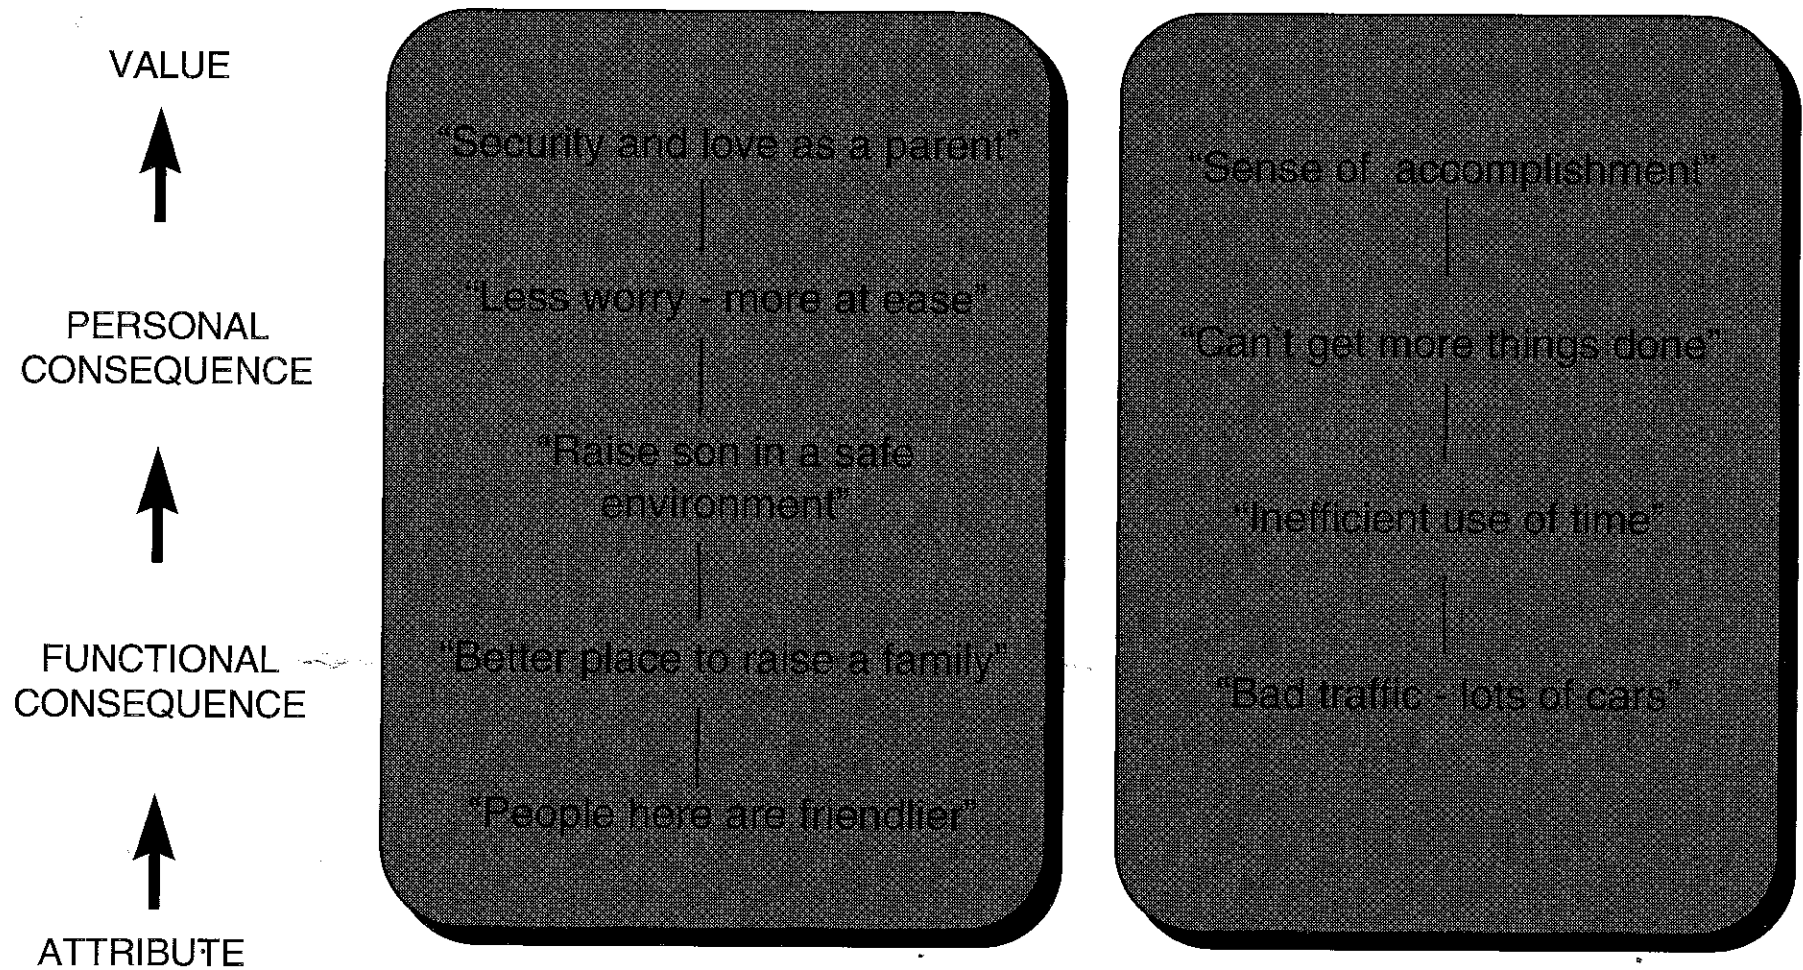 VALUE
PERSONAL
CONSEQUENCE
FUNCTIONAL
CONSEQUENCE
ATTRIBUTE
“Security and love as a parent”
“Less worry - more at ease”
“Raise son in a safe
environment”
“Better place to raise a family”
“People here are friendlier”
“Sense of accomplishment”
“Can't get more things done”
“Inefficient use of time”
“Bad traffic - lots of cars”